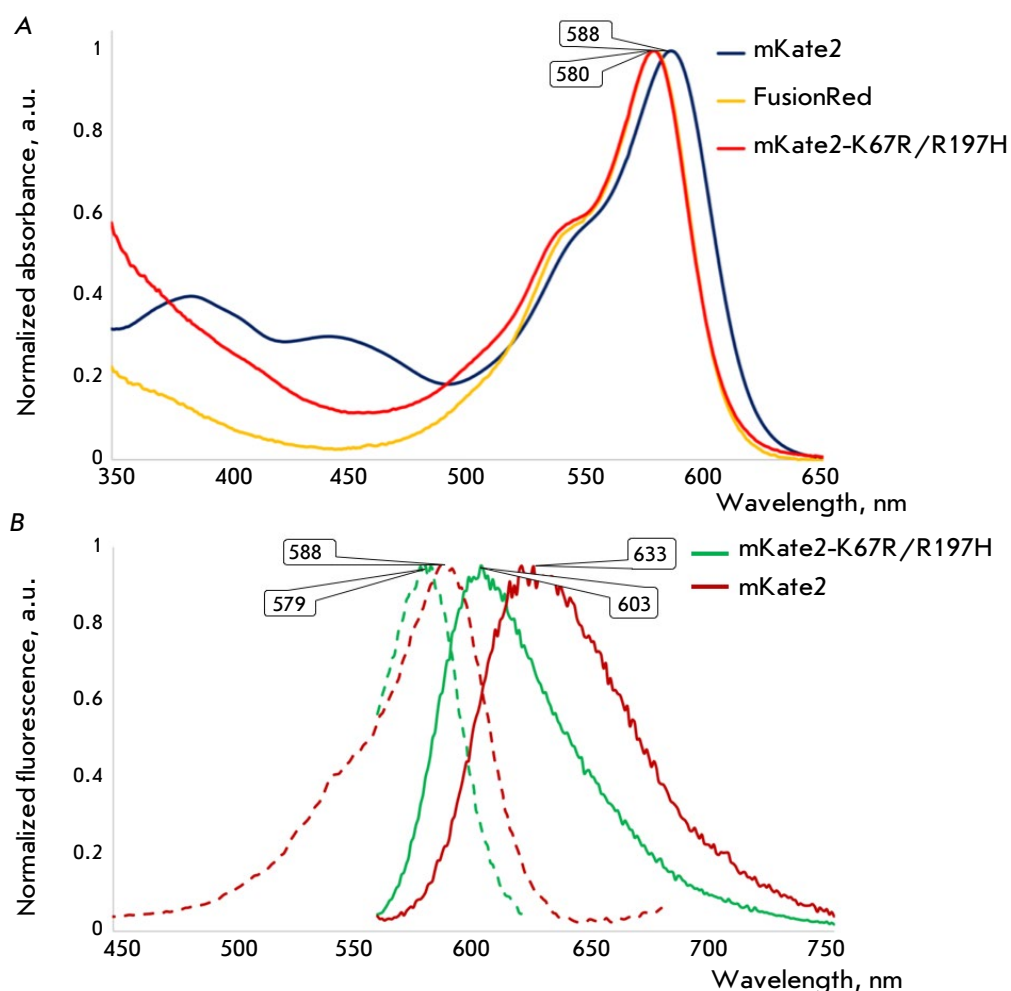 A
Normalized absorbance, a.u.
1
0.8
0.6
0.4
0.2
0
588
580
mKate2
FusionRed
mKate2-K67R/R197H
350 400 450 500 550 600 650
Wavelength, nm
B
Normalized fluorescence, a.u.
1
0.8
0.6
0.4
0.2
0
588
579
633
603
mKate2-K67R/R197H
mKate2
450 500 550 600 650 700 750
Wavelength, nm